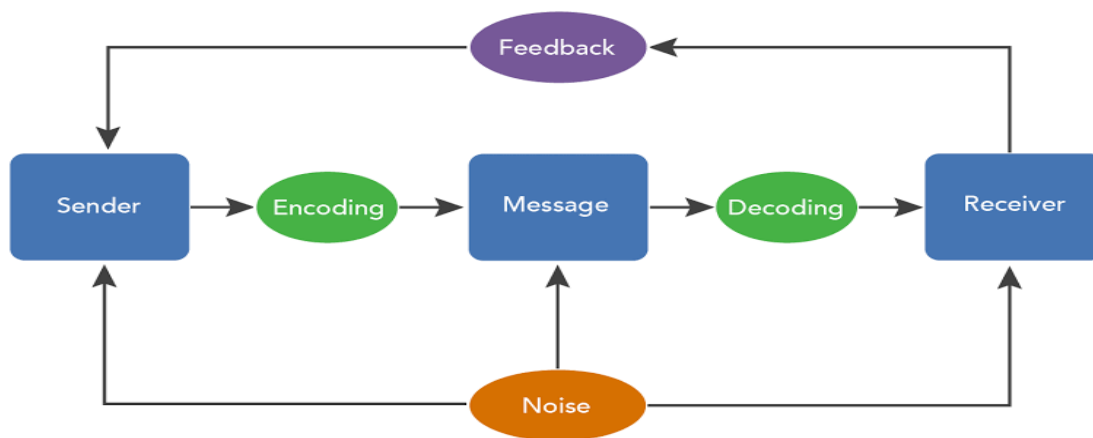 Feedback
Sender
Encoding
Message
Decoding
Receiver
Noise